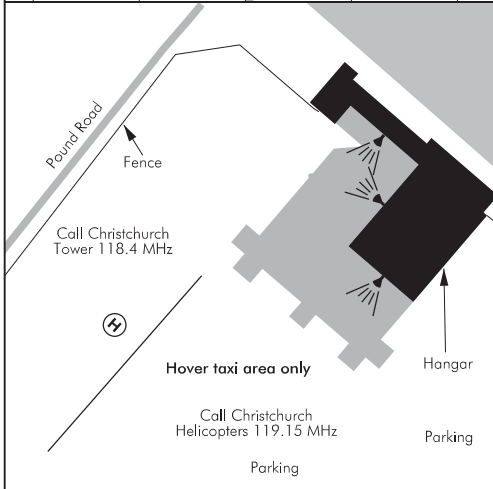 Pound Road
Fence
Call Christchurch
Tower 118.4 MHz
H
Hover taxi area only
Hangar
Call Christchurch
Helicopters 119.15 MHz
Parking
Parking